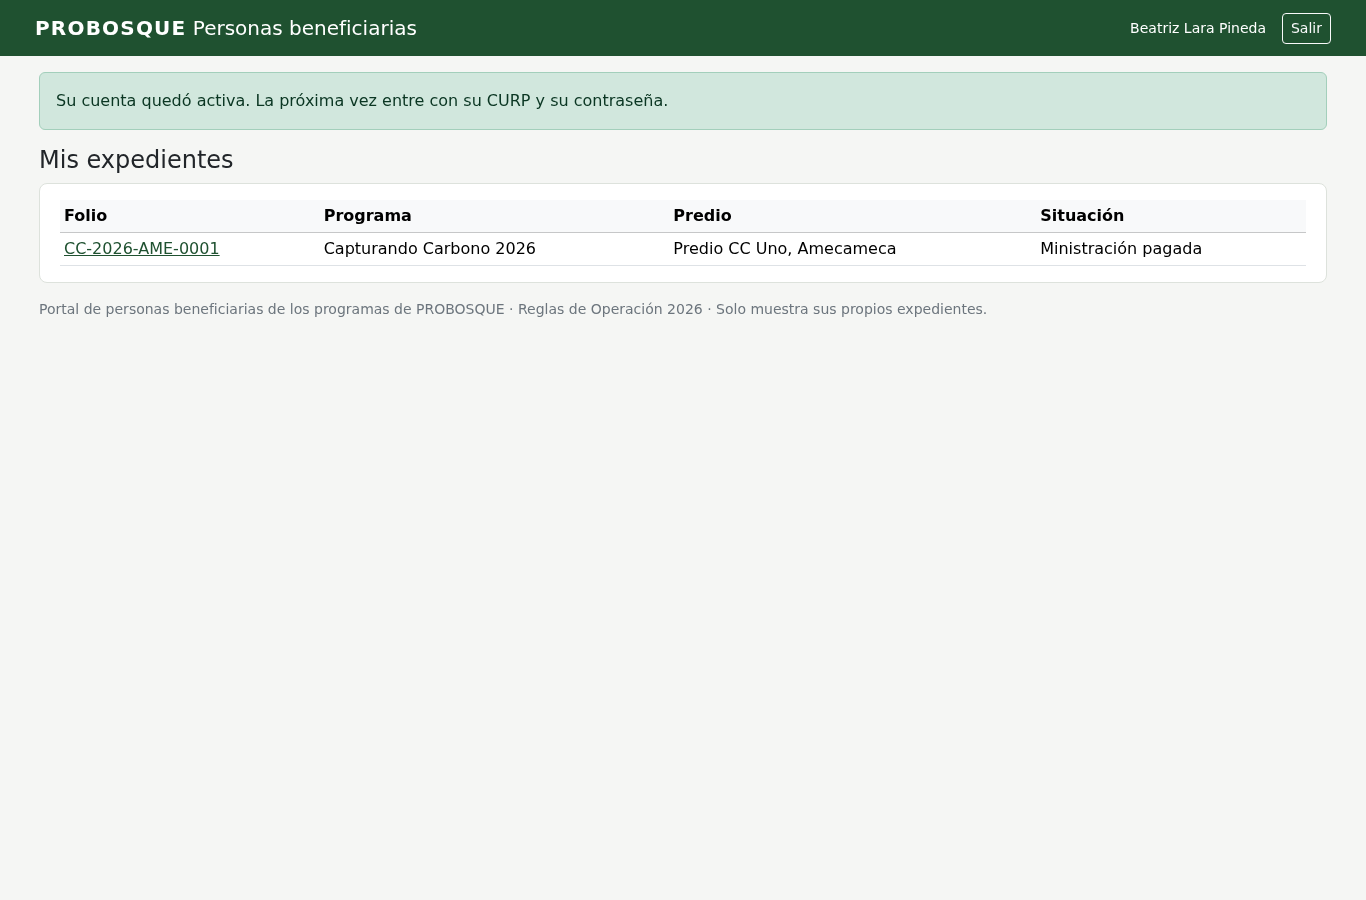 PROBOSQUE Personas beneficiarias
Beatriz Lara Pineda
Salir
Su cuenta quedó activa. La próxima vez entre con su CURP y su contraseña.
Mis expedientes
Folio Programa Predio Situación
CC-2026-AME-0001 Capturando Carbono 2026 Predio CC Uno, Amecameca Ministración pagada
Portal de personas beneficiarias de los programas de PROBOSQUE · Reglas de Operación 2026 · Solo muestra sus propios expedientes.